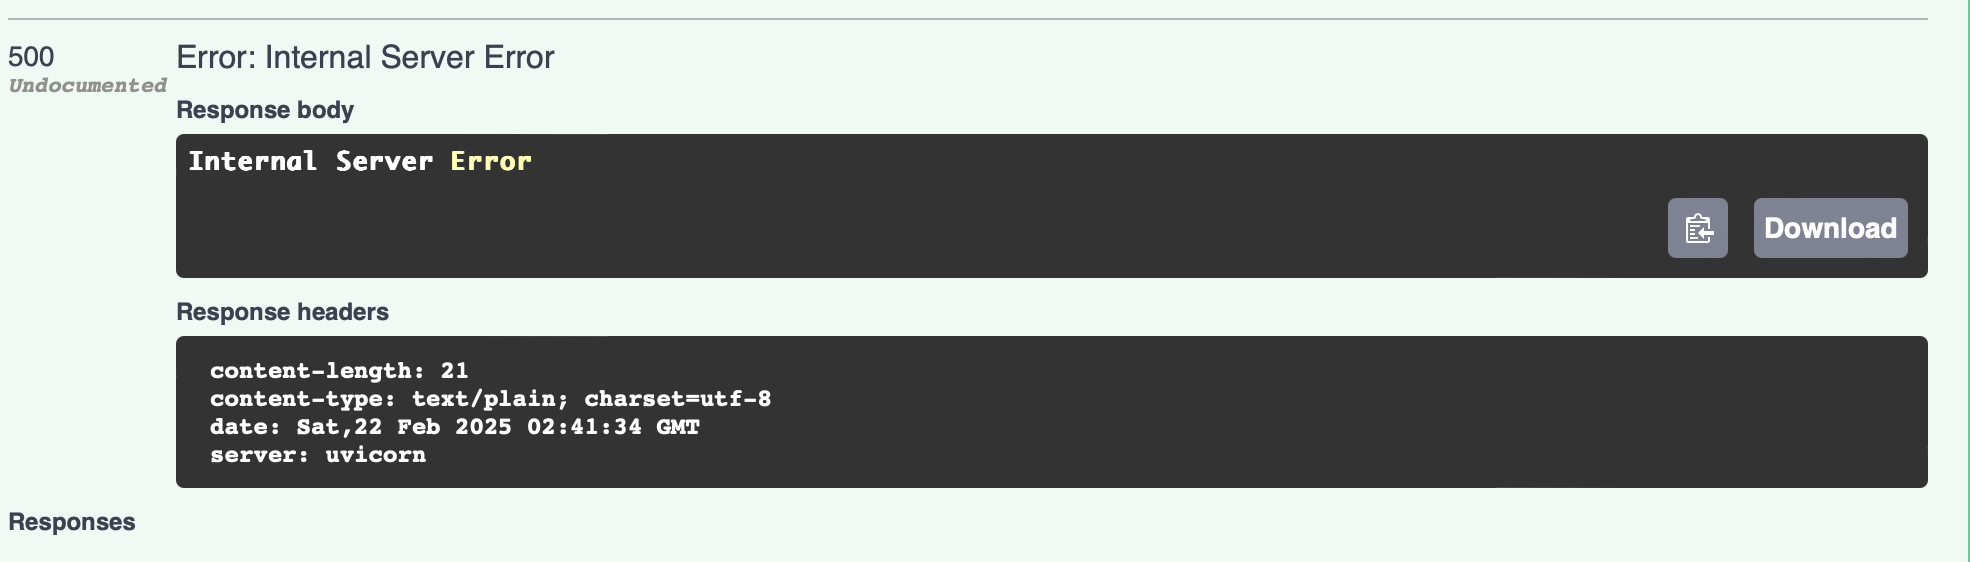 500
Undocumented
Error: Internal Server Error
Response body
Internal Server Error
Download
Response headers
content-length: 21
content-type: text/plain; charset=utf-8
date: Sat,22 Feb 2025 02:41:34 GMT
server: uvicorn
Responses